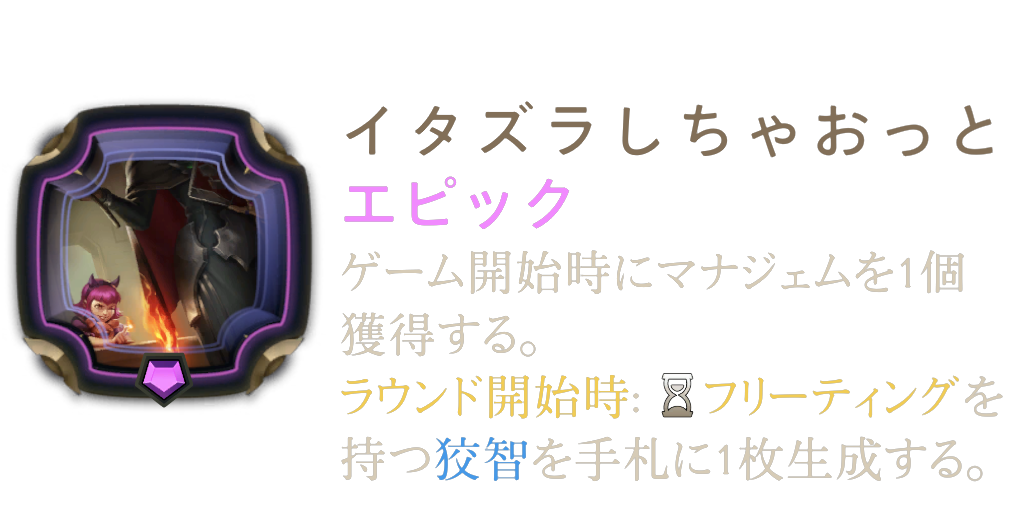 イタズラしちゃおっと
エピック
ゲーム開始時にマナジェムを1個
獲得する。
ラウンド開始時: フリーティングを
持つ狡智を手札に1枚生成する。